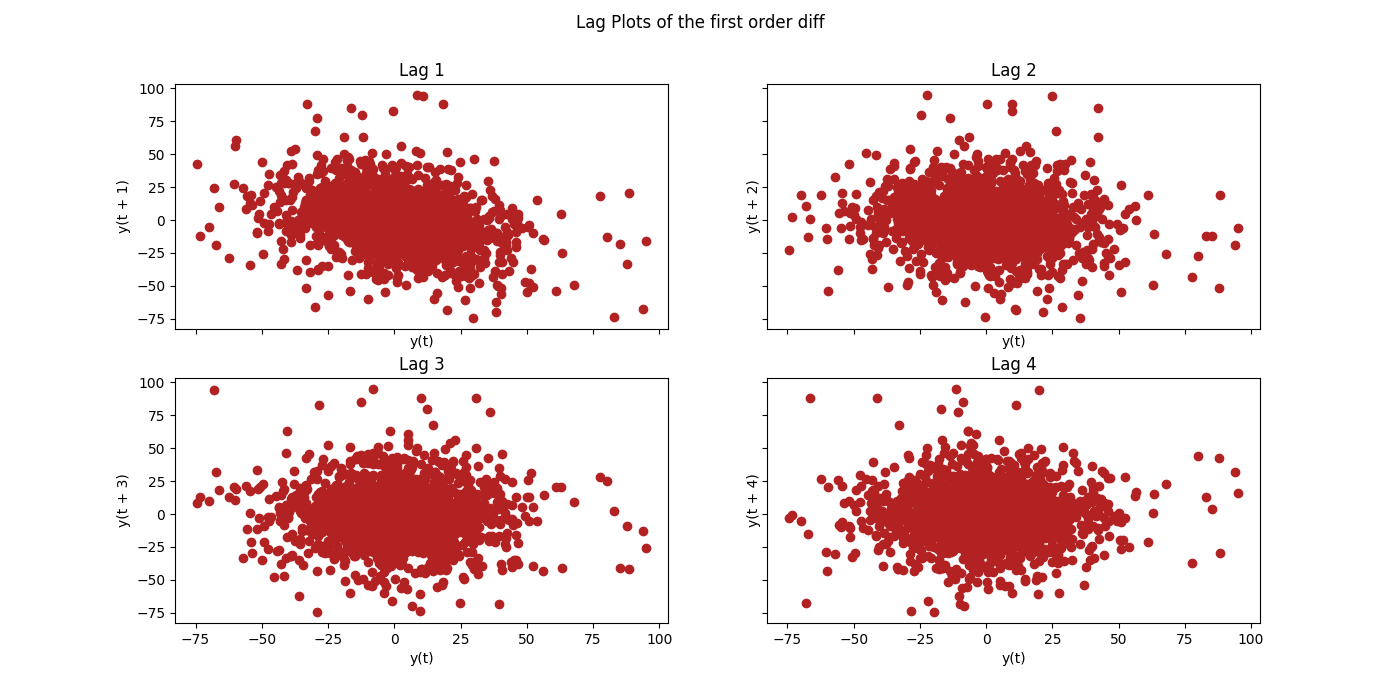 Lag Plots of the first order diff
Lag 1
100
75
50
25
0
−25
−50
−75
y(t + 1)
y(t)
Lag 2
y(t + 2)
y(t)
Lag 3
100
75
50
25
0
−25
−50
−75
y(t + 3)
−75 −50 −25 0 25 50 75 100
y(t)
Lag 4
y(t + 4)
−75 −50 −25 0 25 50 75 100
y(t)